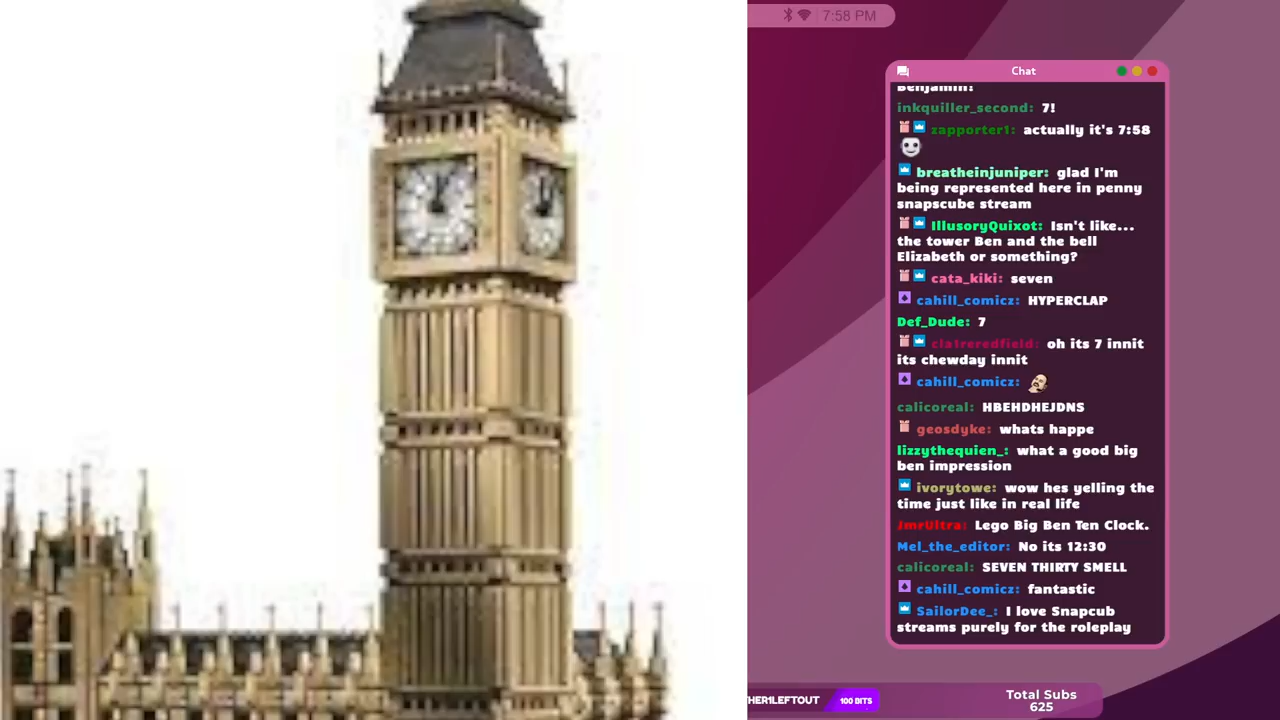 7:58 PM
Chat
Benjamin!
inkquiller_second: 7!
zapporter1: actually it's 7:58
breatheinjuniper: glad I'm
being represented here in penny
snapscube stream
IllusoryQuixot: Isn't like...
the tower Ben and the bell
Elizabeth or something?
cata_kiki: seven
cahill_comicz: HYPERCLAP
Def_Dude: 7
cla1reredfield: oh its 7 innit
its chewday innit
cahill_comicz:
calicoreal: HBEHDHEJDNS
geosdyke: whats happe
lizzythequien_: what a good big
ben impression
ivorytowe: wow hes yelling the
time just like in real life
JmrUltra: Lego Big Ben Ten Clock.
Mel_the_editor: No its 12:30
calicoreal: SEVEN THIRTY SMELL
cahill_comicz: fantastic
SailorDee_: I love Snapcub
streams purely for the roleplay
HER1LEFTOUT 100 BITS
Total Subs
625